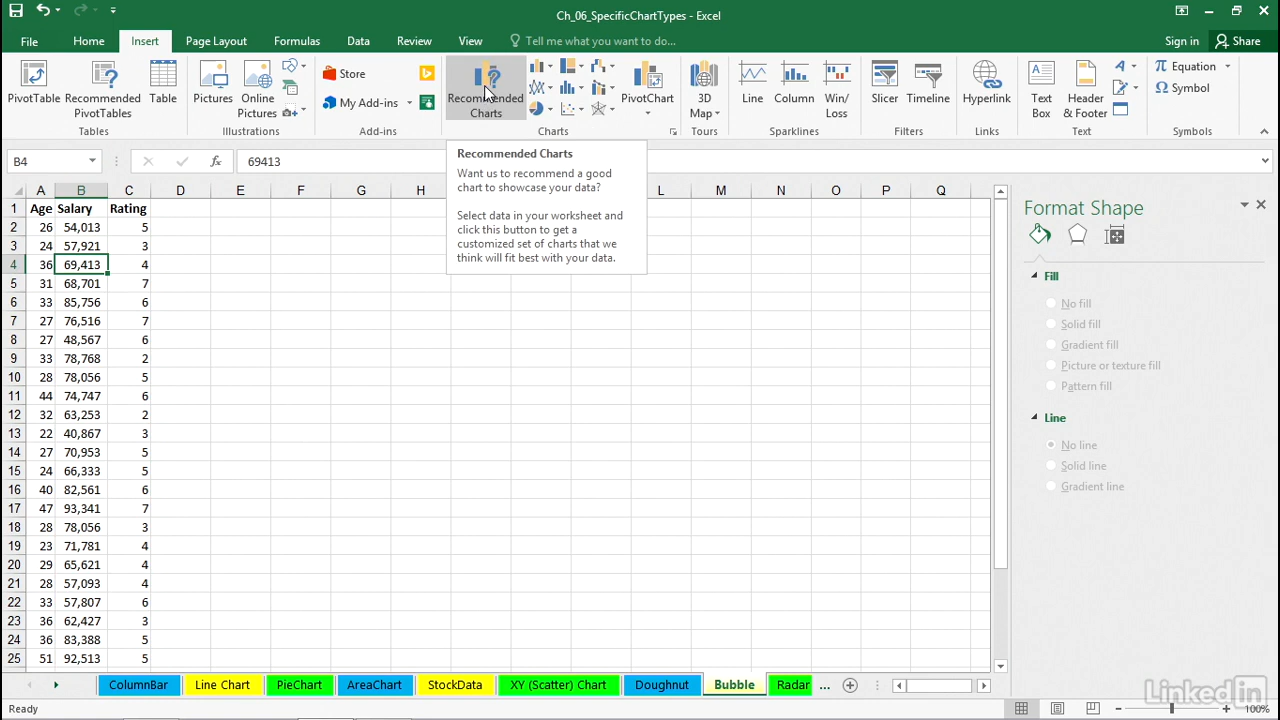 Ch_06_SpecificChartTypes - Excel
File Home Insert Page Layout Formulas Data Review View Tell me what you want to do... Sign in Share
PivotTable
Recommended
PivotTables
Table
Tables
Pictures
Online
Pictures
Illustrations
Store
My Add-ins
Add-ins
Recommended
Charts
PivotChart
Charts
3D
Map
Tours
Line
Column
Win/
Loss
Sparklines
Slicer
Timeline
Filters
Hyperlink
Links
Text
Box
Header
& Footer
Text
Equation
Symbol
Symbols
B4 fx 69413
Recommended Charts
Want us to recommend a good
chart to showcase your data?
Select data in your worksheet and
click this button to get a
customized set of charts that we
think will fit best with your data.
A B C D E F G H L M N O P Q
1 Age Salary Rating
2 26 54,013 5
3 24 57,921 3
4 36 69,413 4
5 31 68,701 7
6 33 85,756 6
7 27 76,516 7
8 27 48,567 6
9 33 78,768 2
10 28 78,056 5
11 44 74,747 6
12 32 63,253 2
13 22 40,867 3
14 27 70,953 5
15 24 66,333 5
16 40 82,561 6
17 47 93,341 7
18 28 78,056 3
19 23 71,781 4
20 29 65,621 4
21 28 57,093 4
22 33 57,807 6
23 36 62,427 3
24 36 83,388 5
25 51 92,513 5
Format Shape
Fill
No fill
Solid fill
Gradient fill
Picture or texture fill
Pattern fill
Line
No line
Solid line
Gradient line
ColumnBar Line Chart PieChart AreaChart StockData XY (Scatter) Chart Doughnut Bubble Radar ...
Linked in
Ready 100%